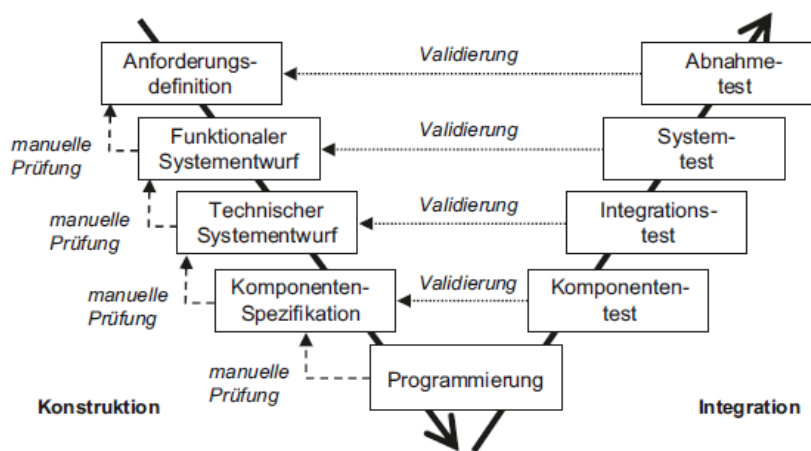 Anforderungs-
definition
Validierung
Abnahme-
test
manuelle
Prüfung
Funktionaler
Systementwurf
Validierung
System-
test
manuelle
Prüfung
Technischer
Systementwurf
Validierung
Integrations-
test
manuelle
Prüfung
Komponenten-
Spezifikation
Validierung
Komponenten-
test
manuelle
Prüfung
Programmierung
Konstruktion
Integration